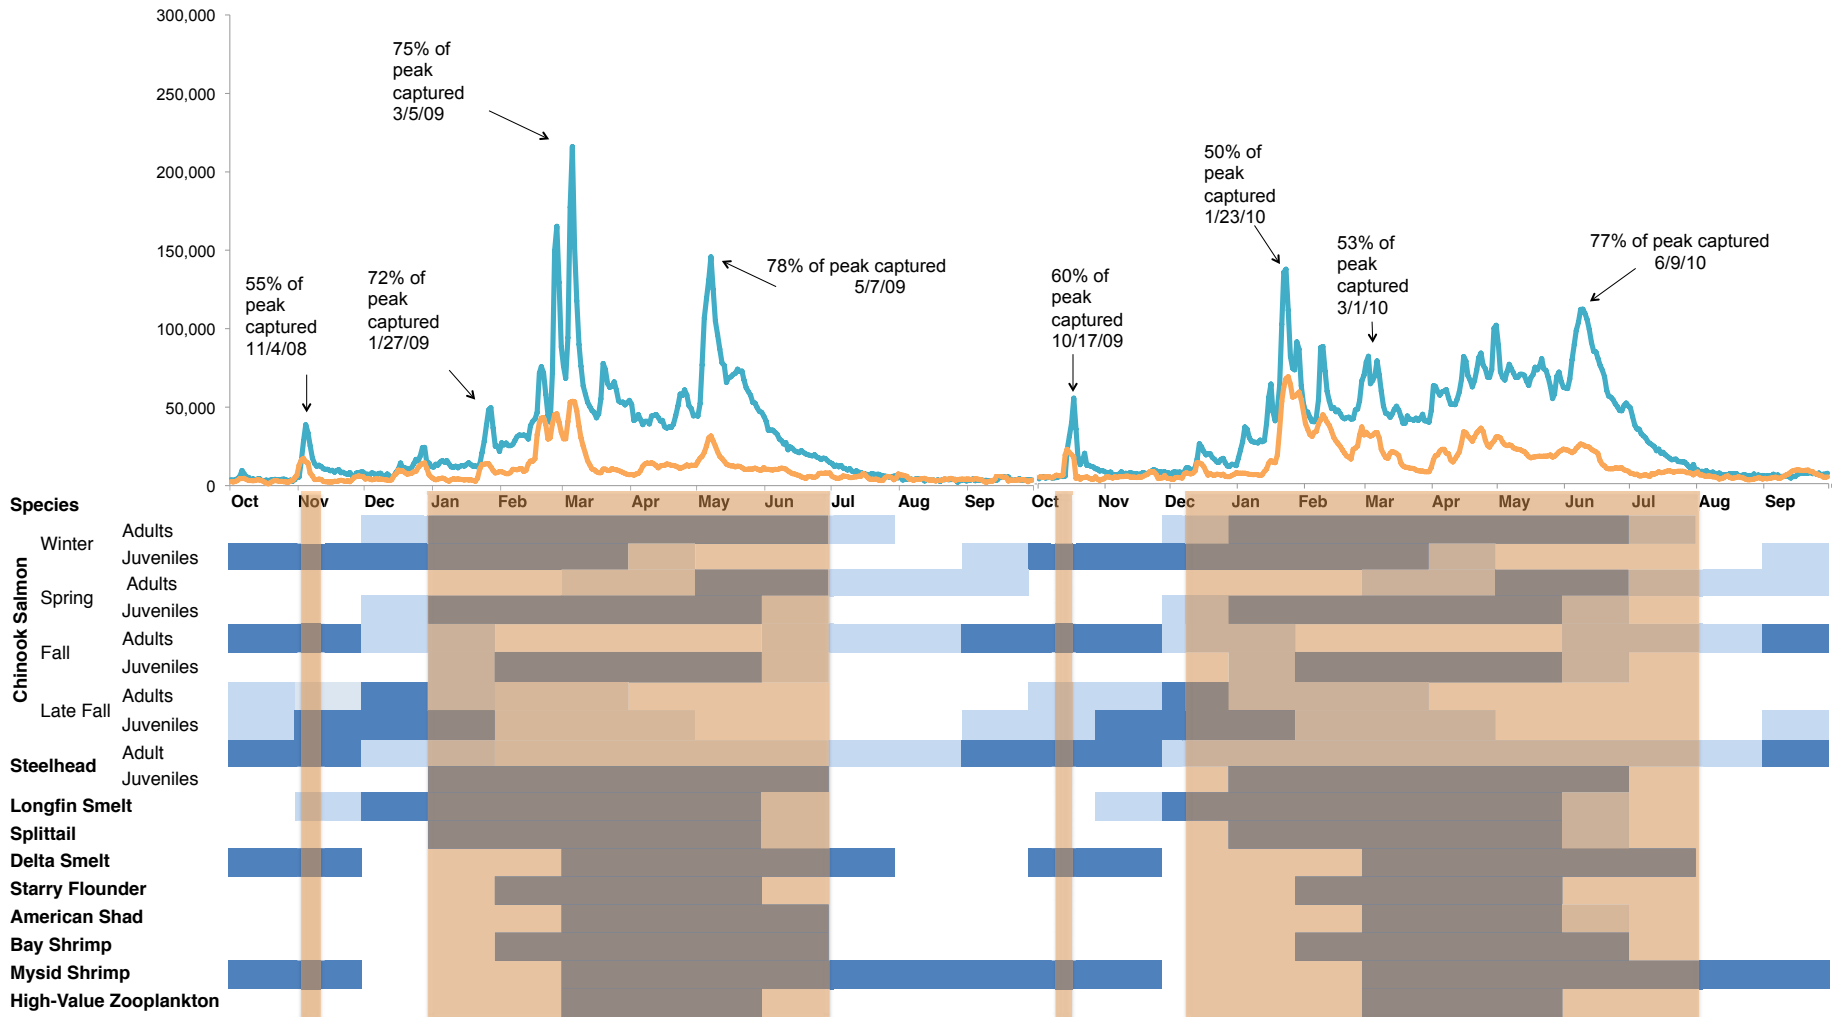 300,000
250,000
200,000
150,000
100,000
50,000
0
75% of
peak
captured
3/5/09
55% of
peak
captured
11/4/08
72% of
peak
captured
1/27/09
78% of peak captured
5/7/09
60% of
peak
captured
10/17/09
50% of
peak
captured
1/23/10
53% of
peak
captured
3/1/10
77% of peak captured
6/9/10
Oct Nov Dec Jan Feb Mar Apr May Jun Jul Aug Sep Oct Nov Dec Jan Feb Mar Apr May Jun Jul Aug Sep
Species
Chinook Salmon
Winter
Adults
Juveniles
Spring
Adults
Juveniles
Fall
Adults
Juveniles
Late Fall
Adults
Juveniles
Steelhead
Adult
Juveniles
Longfin Smelt
Splittail
Delta Smelt
Starry Flounder
American Shad
Bay Shrimp
Mysid Shrimp
High-Value Zooplankton